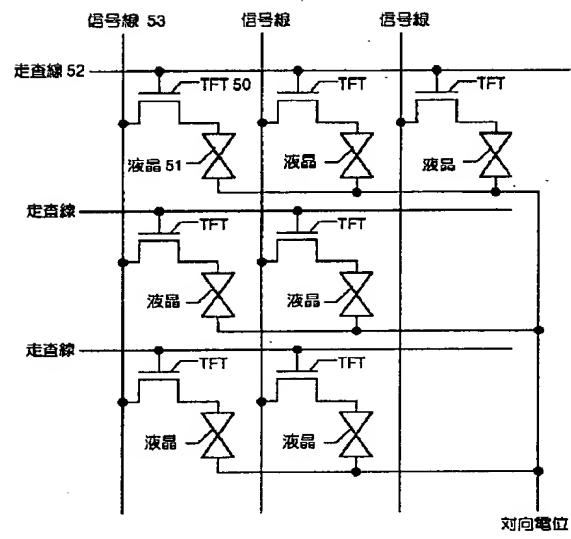 信号線 53 信号線 信号線
走査線 52
TFT 50 TFT TFT
液晶 51 液晶 液晶
走査線
TFT TFT
液晶 液晶
走査線
TFT TFT
液晶 液晶
対向電位